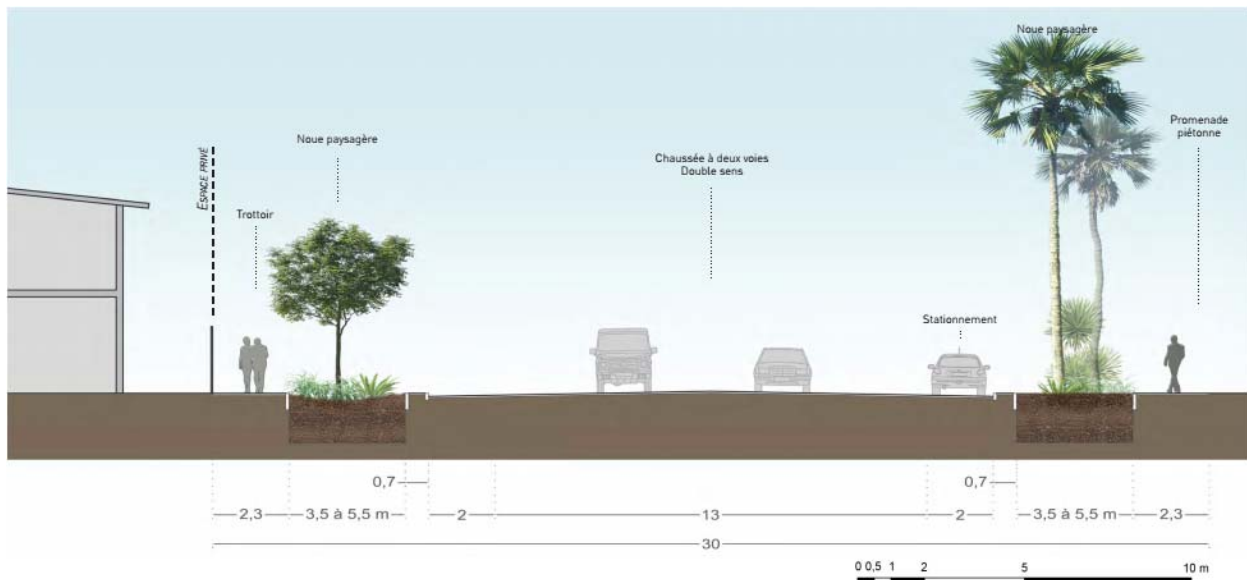 Noue paysagère
Promenade
piétonne
Noue paysagère
Chaussée à deux voies
Double sens
ESPACE PRIVÉ
Trottoir
Stationnement
0,7
0,7
2,3
3,5 à 5,5 m
2
13
2
3,5 à 5,5 m
2,3
30
0 0,5 1 2 5 10 m